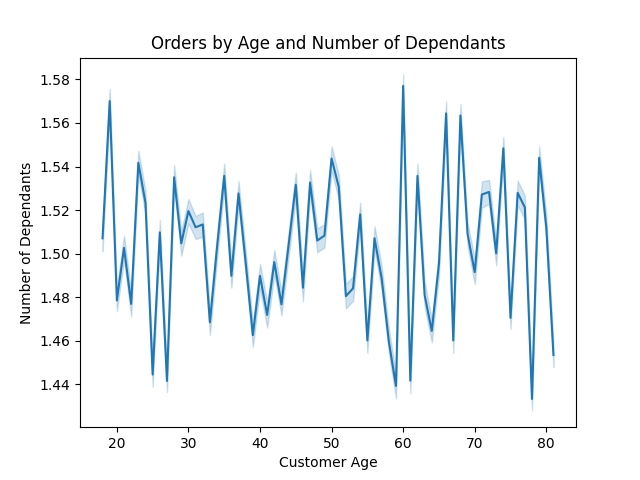 Orders by Age and Number of Dependants
1.58
1.56
1.54
1.52
1.50
1.48
1.46
1.44
Number of Dependants
20 30 40 50 60 70 80
Customer Age